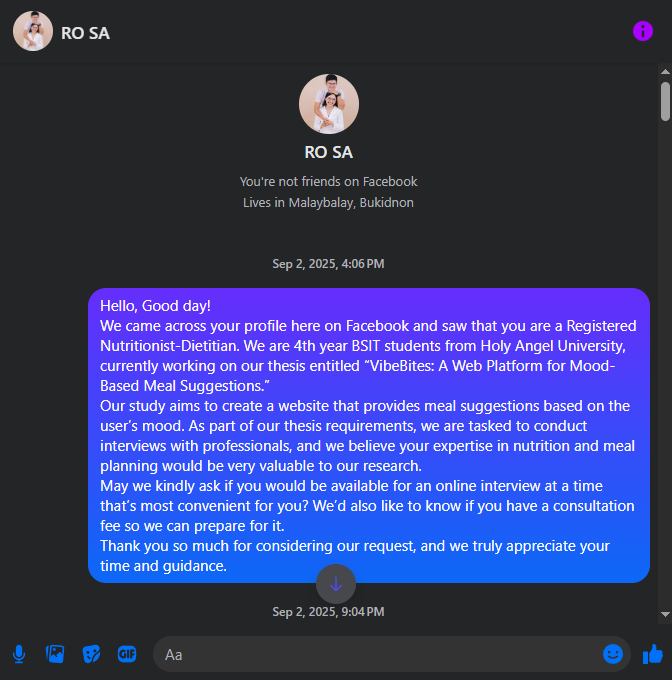 RO SA
RO SA
You're not friends on Facebook
Lives in Malaybalay, Bukidnon
Sep 2, 2025, 4:06 PM
Hello, Good day!
We came across your profile here on Facebook and saw that you are a Registered
Nutritionist-Dietitian. We are 4th year BSIT students from Holy Angel University,
currently working on our thesis entitled “VibeBites: A Web Platform for Mood-
Based Meal Suggestions.”
Our study aims to create a website that provides meal suggestions based on the
user’s mood. As part of our thesis requirements, we are tasked to conduct
interviews with professionals, and we believe your expertise in nutrition and meal
planning would be very valuable to our research.
May we kindly ask if you would be available for an online interview at a time
that’s most convenient for you? We’d also like to know if you have a consultation
fee so we can prepare for it.
Thank you so much for considering our request, and we truly appreciate your
time and guidance.
Sep 2, 2025, 9:04 PM
GIF
Aa